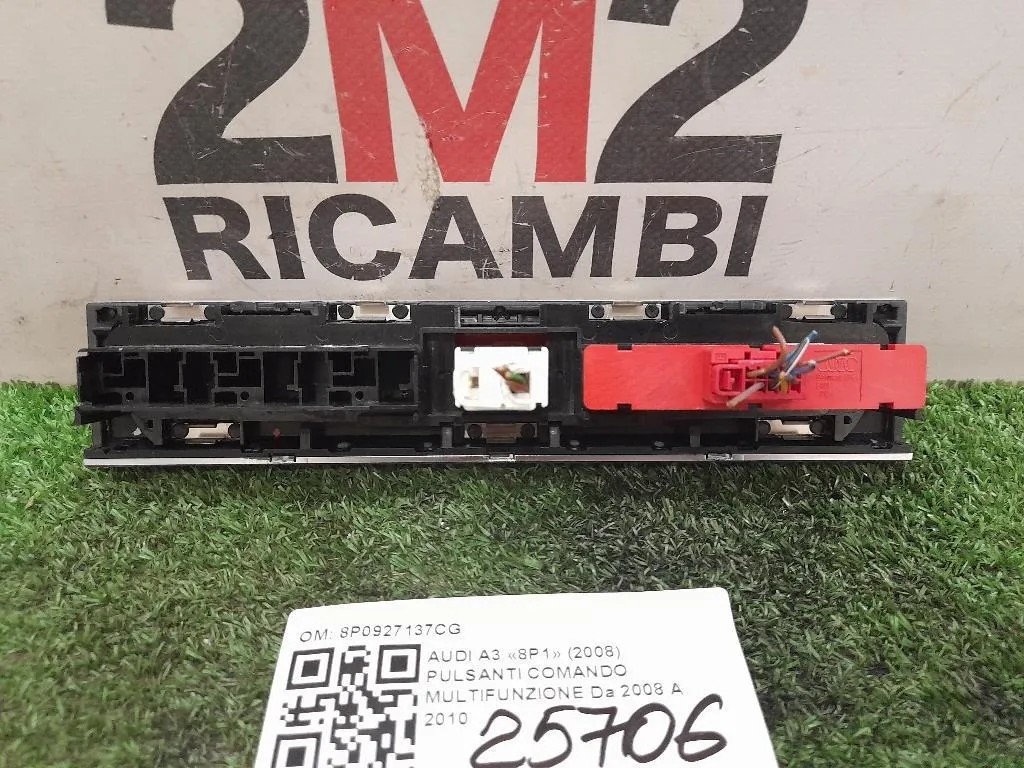 2M2
RICAMBI
OM: 8P0927137CG
AUDI A3 «8P1» (2008)
PULSANTI COMANDO
MULTIFUNZIONE Da 2008 A
2010
25706